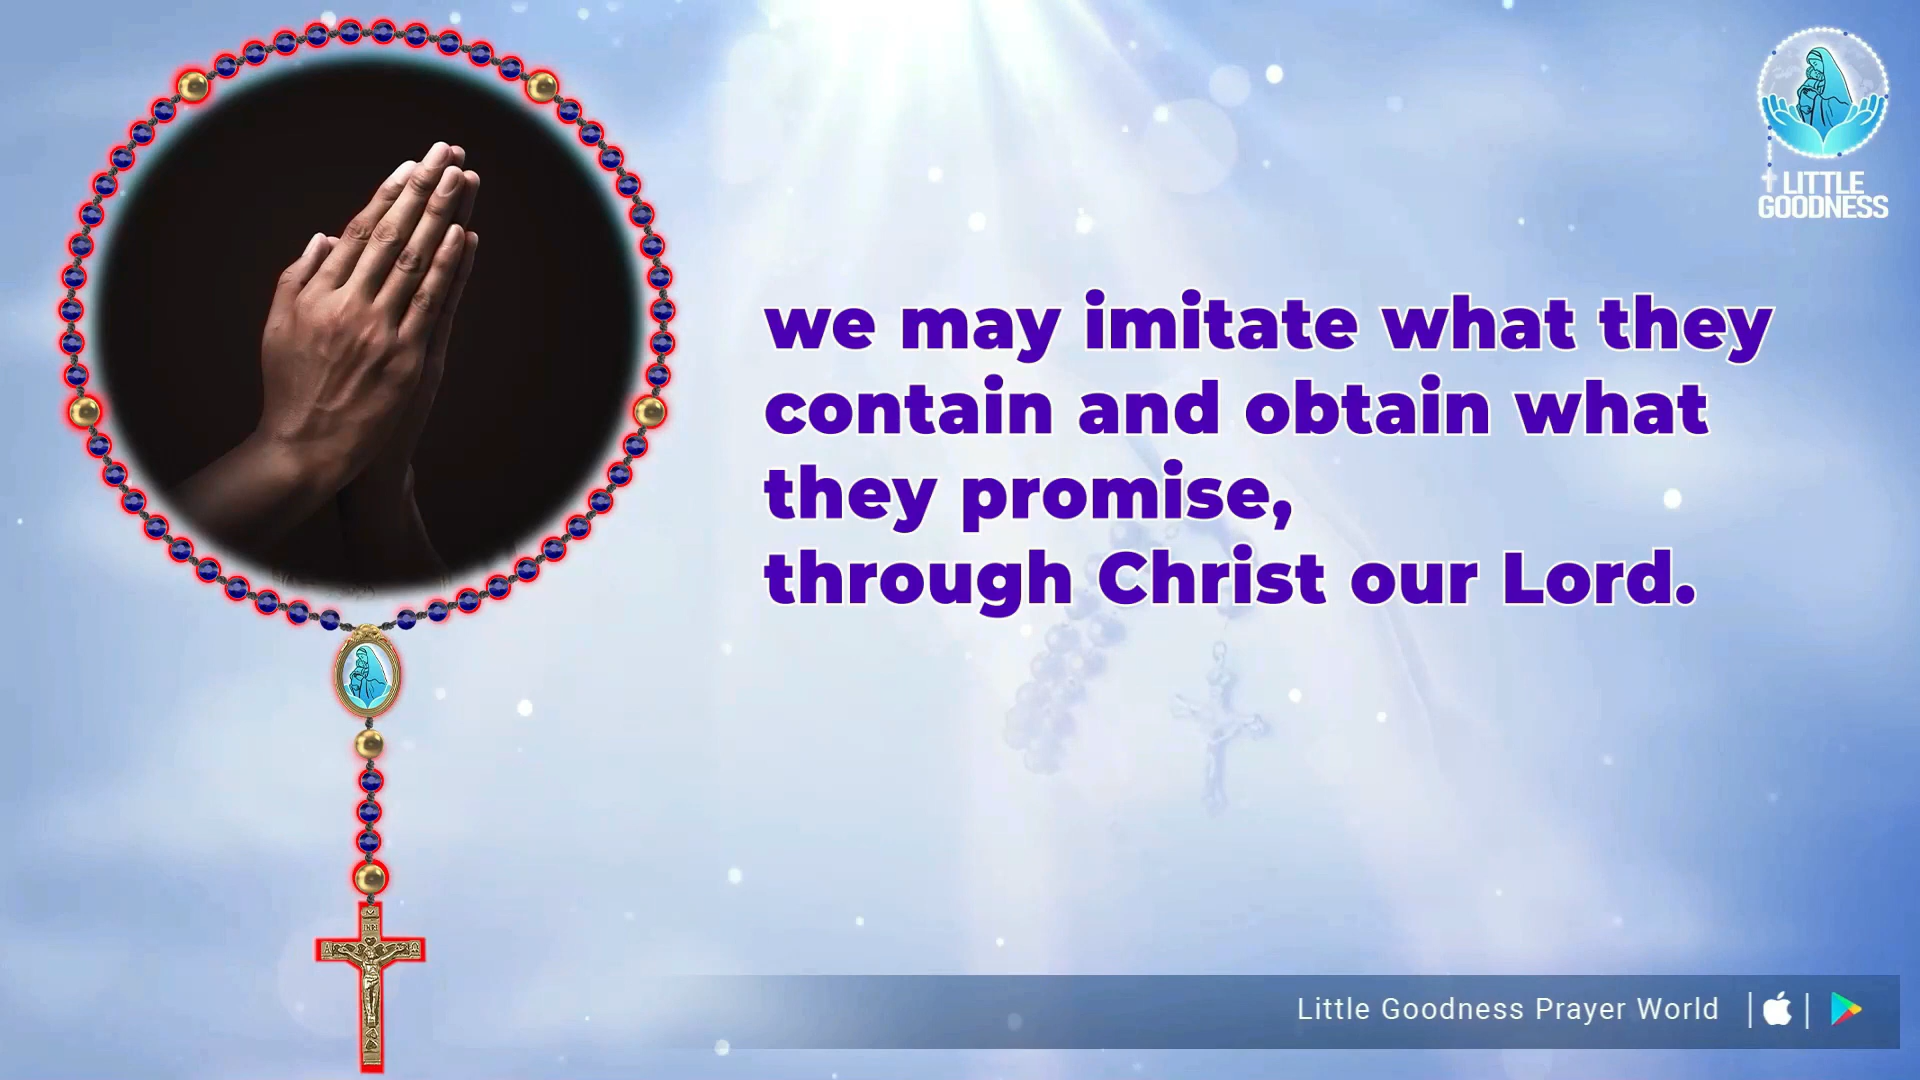 we may imitate what they
contain and obtain what
they promise,
through Christ our Lord.
LITTLE
GOODNESS
INRI
Little Goodness Prayer World